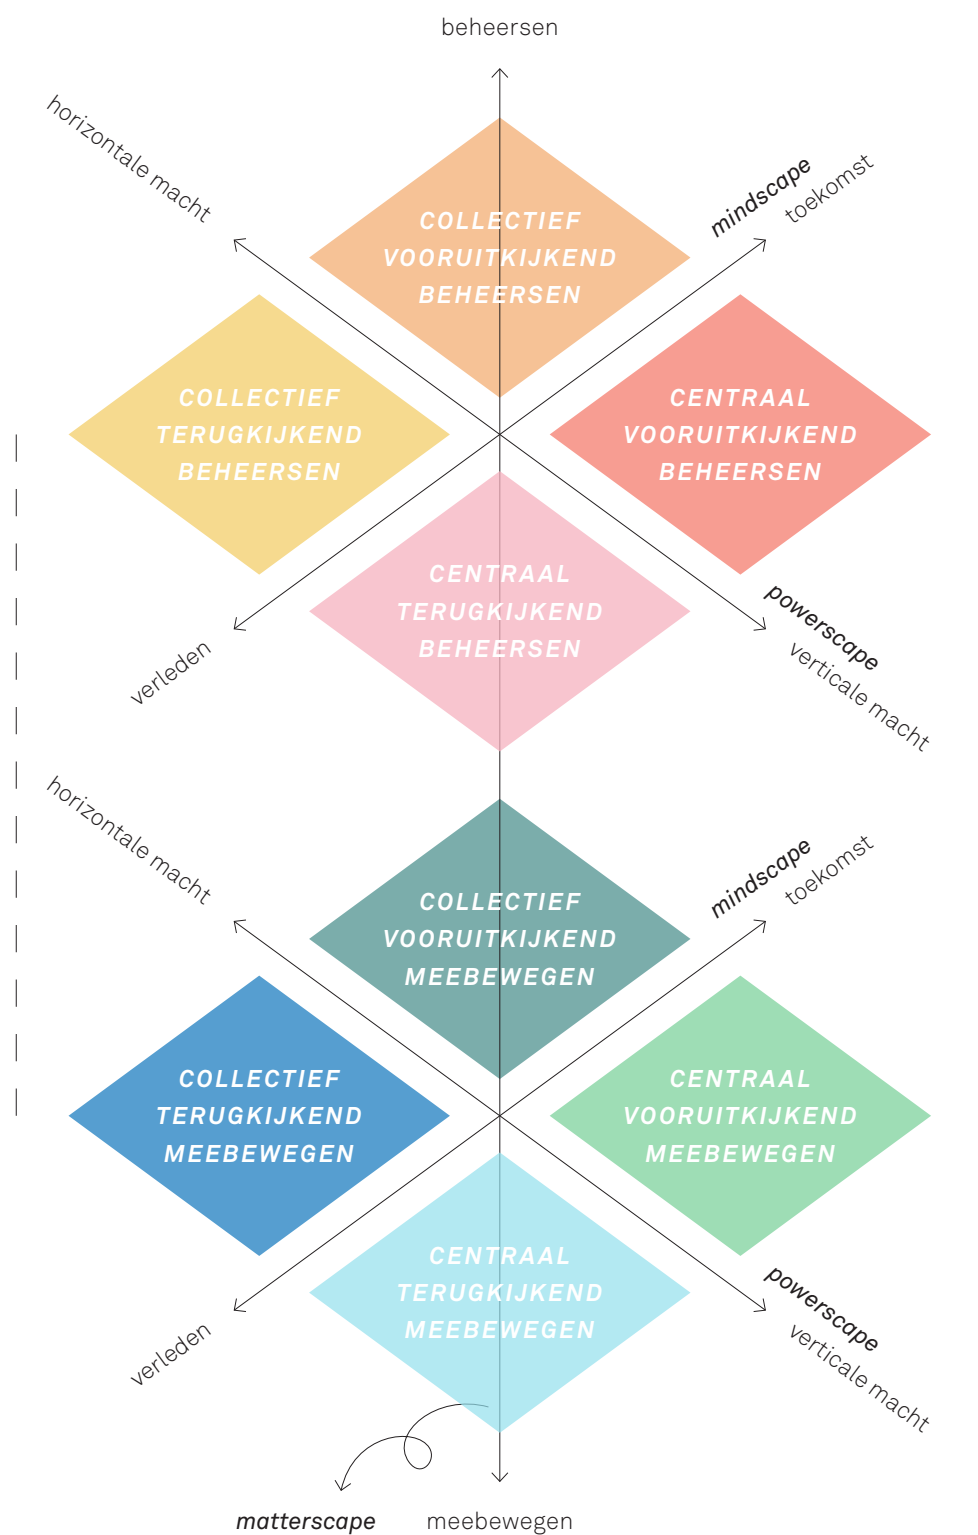 beheersen
horizontale macht
mindscape
toekomst
COLLECTIEF
VOORUITKIJKEND
BEHEERSEN
COLLECTIEF
TERUGKIJKEND
BEHEERSEN
CENTRAAL
VOORUITKIJKEND
BEHEERSEN
CENTRAAL
TERUGKIJKEND
BEHEERSEN
verleden
powerscape
verticale macht
horizontale macht
mindscape
toekomst
COLLECTIEF
VOORUITKIJKEND
MEEBEWEGEN
COLLECTIEF
TERUGKIJKEND
MEEBEWEGEN
CENTRAAL
VOORUITKIJKEND
MEEBEWEGEN
CENTRAAL
TERUGKIJKEND
MEEBEWEGEN
verleden
powerscape
verticale macht
matterscape
meebewegen